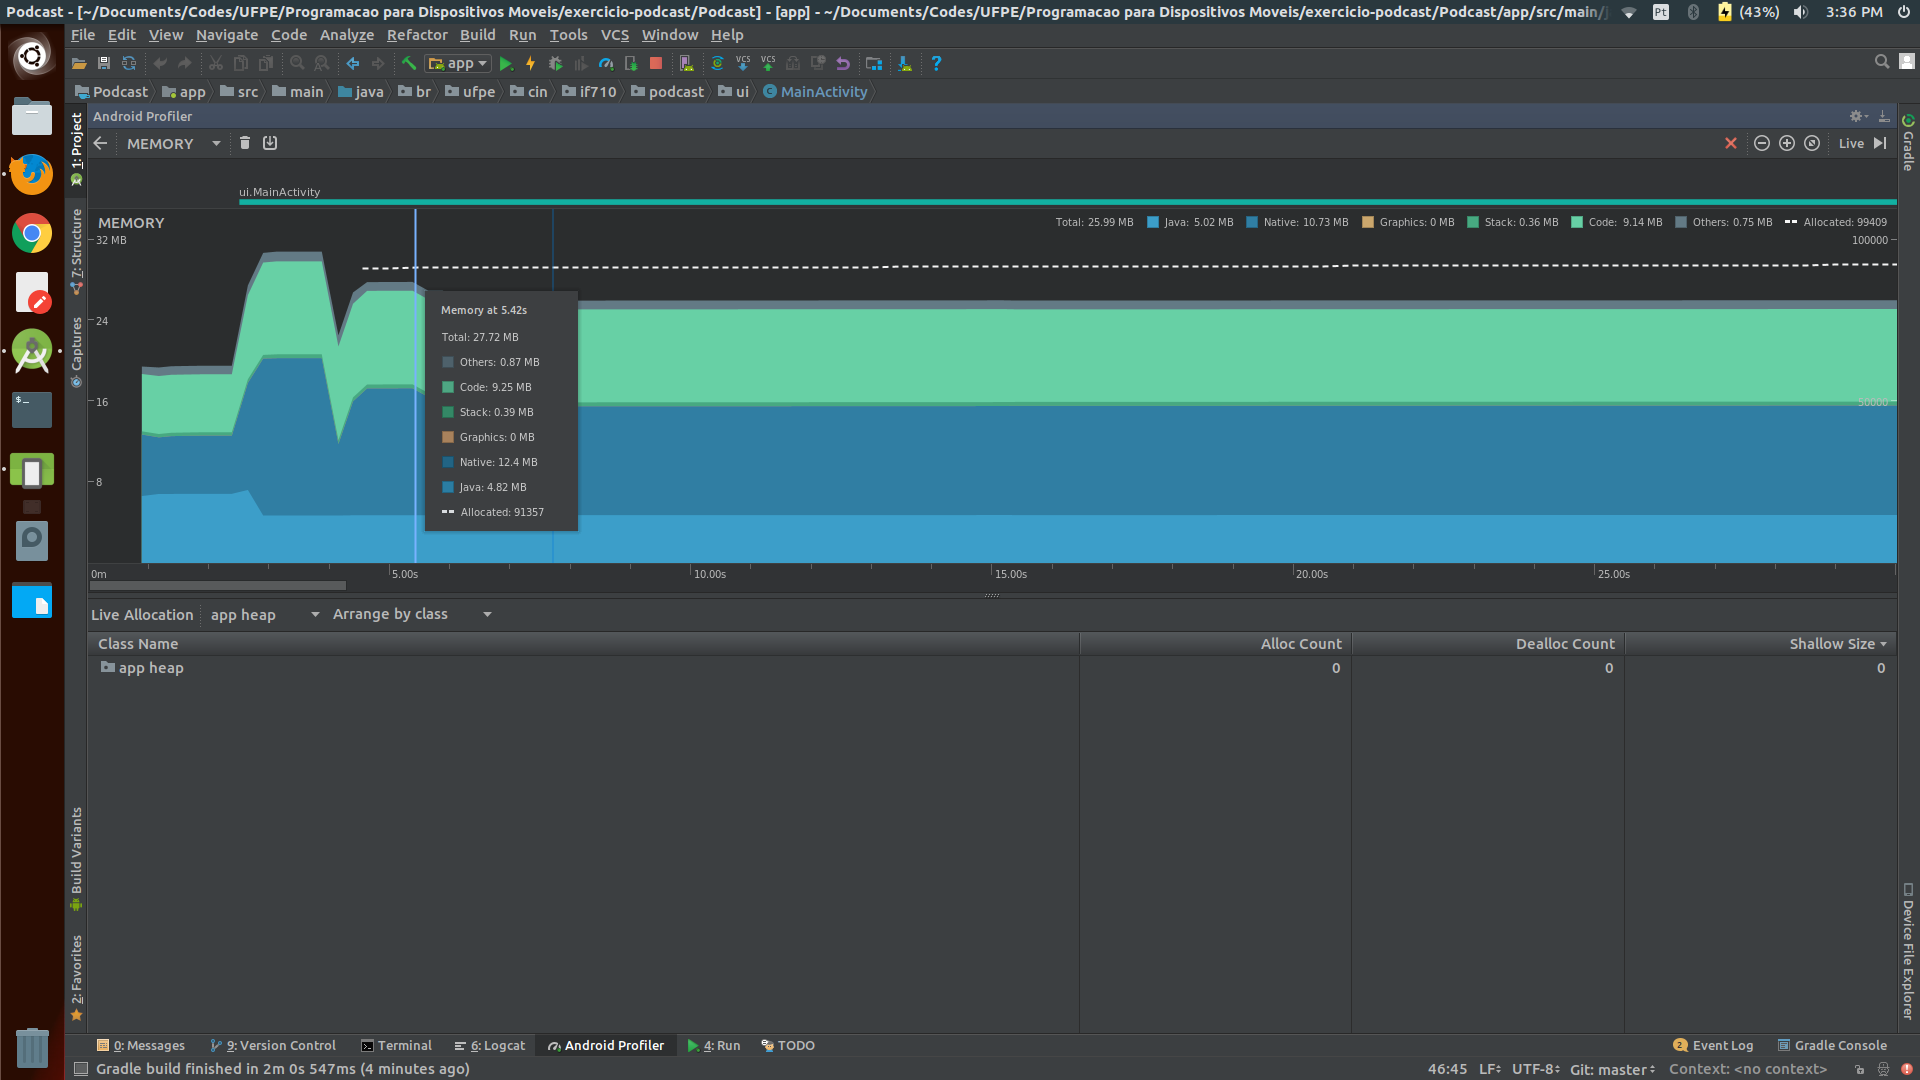 Podcast - [~/Documents/Codes/UFPE/Programacao para Dispositivos Moveis/exercicio-podcast/Podcast] - [app] - ~/Documents/Codes/UFPE/Programacao para Dispositivos Moveis/exercicio-podcast/Podcast/app/src/main/j
Pt (43%) 3:36 PM
File Edit View Navigate Code Analyze Refactor Build Run Tools VCS Window Help
app
VCS VCS
Podcast app src main java br ufpe cin if710 podcast ui MainActivity
Android Profiler
MEMORY
Live
ui.MainActivity
MEMORY
Total: 25.99 MB Java: 5.02 MB Native: 10.73 MB Graphics: 0 MB Stack: 0.36 MB Code: 9.14 MB Others: 0.75 MB Allocated: 99409
32 MB
100000
24
16
50000
8
Memory at 5.42s
Total: 27.72 MB
Others: 0.87 MB
Code: 9.25 MB
Stack: 0.39 MB
Graphics: 0 MB
Native: 12.4 MB
Java: 4.82 MB
Allocated: 91357
0m 5.00s 10.00s 15.00s 20.00s 25.00s
Live Allocation app heap Arrange by class
Class Name Alloc Count Dealloc Count Shallow Size
app heap 0 0 0
1: Project
7: Structure
Captures
Build Variants
2: Favorites
Gradle
Device File Explorer
0: Messages 9: Version Control Terminal 6: Logcat Android Profiler 4: Run TODO
2 Event Log Gradle Console
Gradle build finished in 2m 0s 547ms (4 minutes ago)
46:45 LF UTF-8 Git: master Context: <no context>